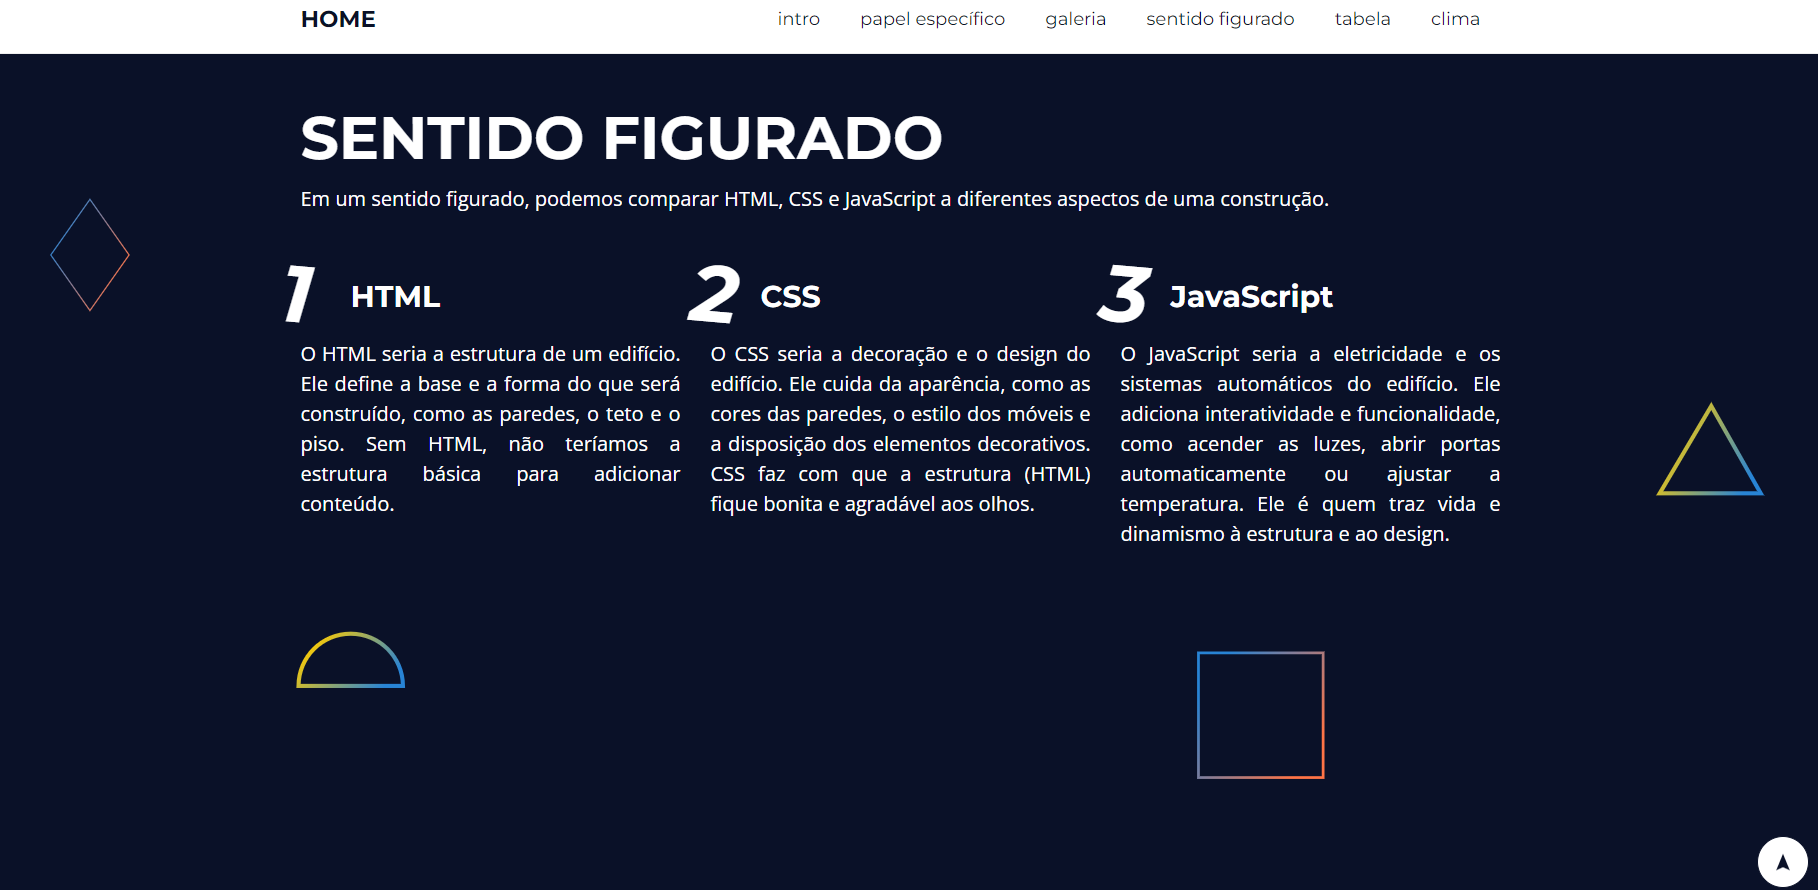 HOME
intro papel específico galeria sentido figurado tabela clima
SENTIDO FIGURADO
Em um sentido figurado, podemos comparar HTML, CSS e JavaScript a diferentes aspectos de uma construção.
1 HTML
O HTML seria a estrutura de um edifício.
Ele define a base e a forma do que será
construído, como as paredes, o teto e o
piso. Sem HTML, não teríamos a
estrutura básica para adicionar
conteúdo.
2 CSS
O CSS seria a decoração e o design do
edifício. Ele cuida da aparência, como as
cores das paredes, o estilo dos móveis e
a disposição dos elementos decorativos.
CSS faz com que a estrutura (HTML)
fique bonita e agradável aos olhos.
3 JavaScript
O JavaScript seria a eletricidade e os
sistemas automáticos do edifício. Ele
adiciona interatividade e funcionalidade,
como acender as luzes, abrir portas
automaticamente ou ajustar a
temperatura. Ele é quem traz vida e
dinamismo à estrutura e ao design.